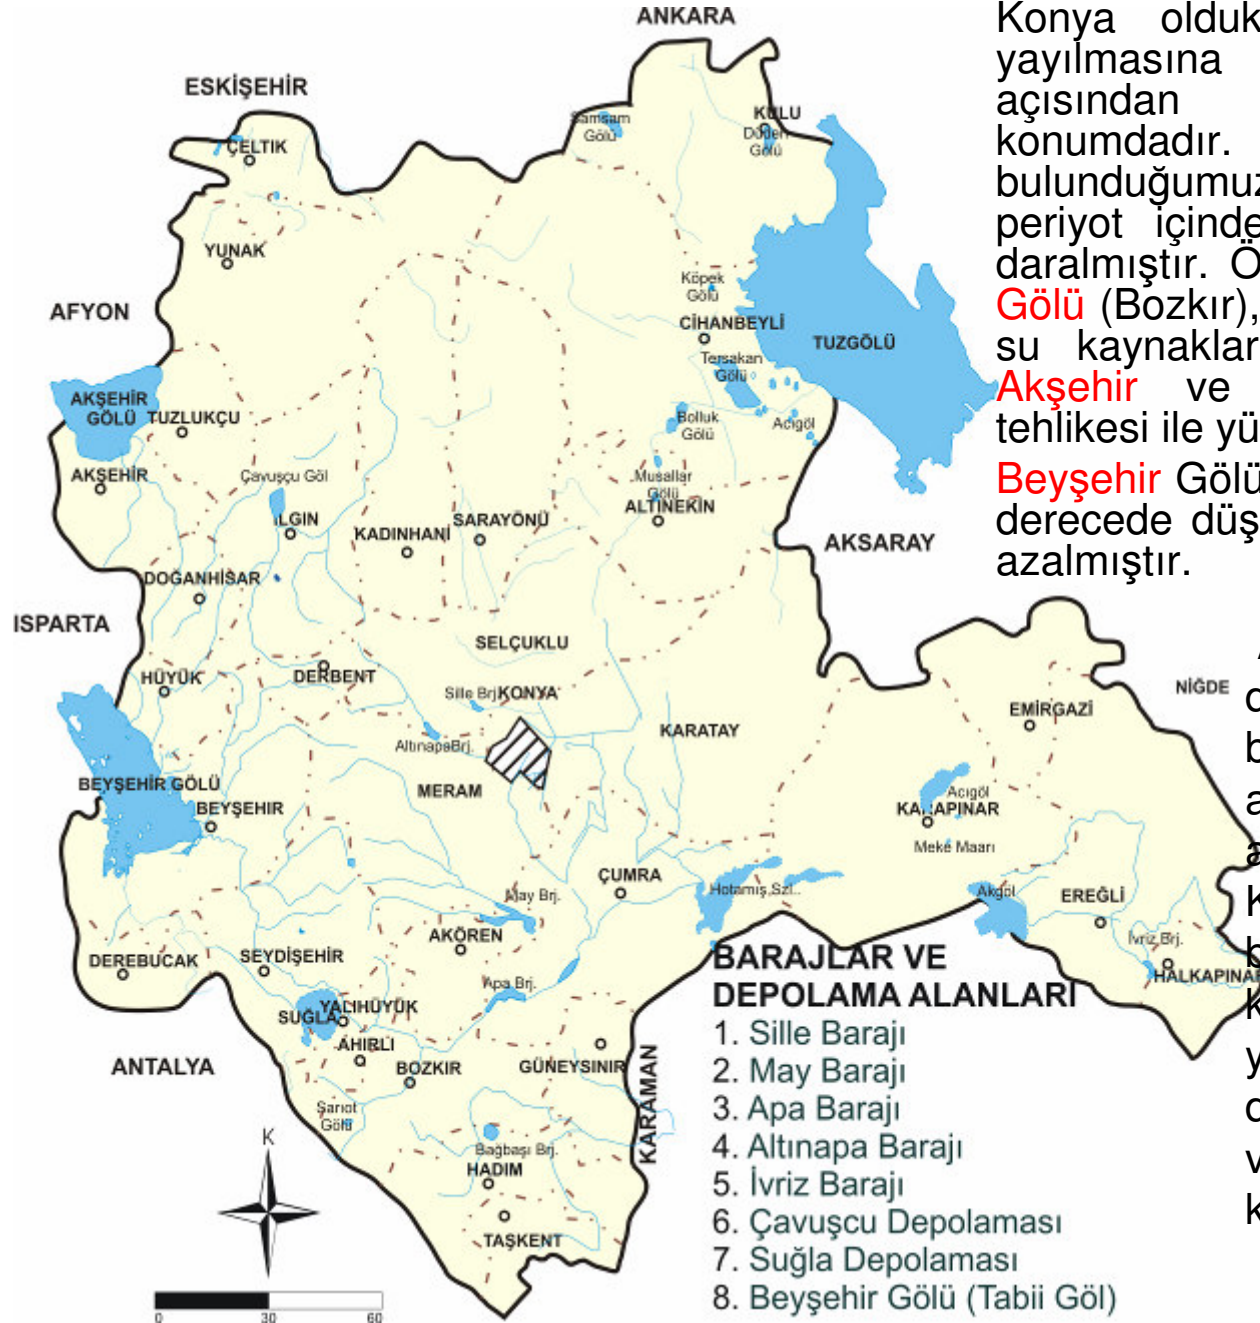 ANKARA
ESKİŞEHİR
KULU
Samsam
Gölü
Düden
Gölü
ÇELTIK
YUNAK
Köpek
Gölü
AFYON
CİHANBEYLİ
TUZGÖLÜ
Tersakan
Gölü
AKŞEHİR
GÖLÜ
TUZLUKÇU
Bolluk
Gölü
Acıgöl
AKŞEHİR
Çavuşçu Göl
Musallar
Gölü
ALTINEKIN
ILGIN
KADINHANİ
SARAYÖNÜ
AKSARAY
DOĞANHİSAR
ISPARTA
SELÇUKLU
HÜYÜK
DERBENT
Sille Brj.
KONYA
NİĞDE
EMİRGAZİ
KARATAY
AltınapaBrj.
BEYŞEHİR GÖLÜ
MERAM
BEYŞEHIR
Acıgöl
KARAPINAR
Meke Maarı
ÇUMRA
Hotamış Szl..
Akgöl
EREĞLİ
May Brj.
AKÖREN
İvriz Brj.
HALKAPINAR
DEREBUCAK
SEYDİŞEHİR
Apa Brj.
YALIHÜYÜK
SUĞLA
AHIRLI
BOZKIR
GÜNEYSINIR
ANTALYA
KARAMAN
Sarıot
Gölü
Bağbaşı Brj.
HADIM
TAŞKENT
K
0 30 60
BARAJLAR VE
DEPOLAMA ALANLARI
1. Sille Barajı
2. May Barajı
3. Apa Barajı
4. Altınapa Barajı
5. İvriz Barajı
6. Çavuşcu Depolaması
7. Suğla Depolaması
8. Beyşehir Gölü (Tabii Göl)
Konya olduk
yayılmasına
açısından
konumdadır.
bulunduğumuz
periyot içinde
daralmıştır. Ö
Gölü (Bozkır),
su kaynaklar
Akşehir ve
tehlikesi ile yü
Beyşehir Gölü
derecede düş
azalmıştır.
b
a
a
K
b
K
y
v
k